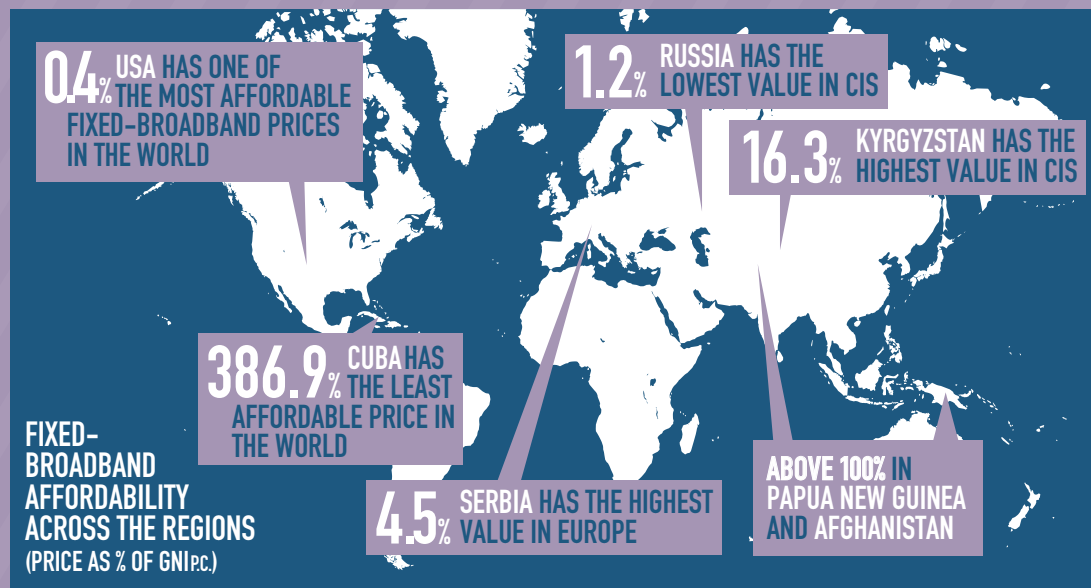 0.4% USA HAS ONE OF
THE MOST AFFORDABLE
FIXED-BROADBAND PRICES
IN THE WORLD
1.2% RUSSIA HAS THE
LOWEST VALUE IN CIS
16.3% KYRGYZSTAN HAS THE
HIGHEST VALUE IN CIS
386.9% CUBA HAS
THE LEAST
AFFORDABLE PRICE IN
THE WORLD
4.5% SERBIA HAS THE HIGHEST
VALUE IN EUROPE
ABOVE 100% IN
PAPUA NEW GUINEA
AND AFGHANISTAN
FIXED-
BROADBAND
AFFORDABILITY
ACROSS THE REGIONS
(PRICE AS % OF GNI P.C.)